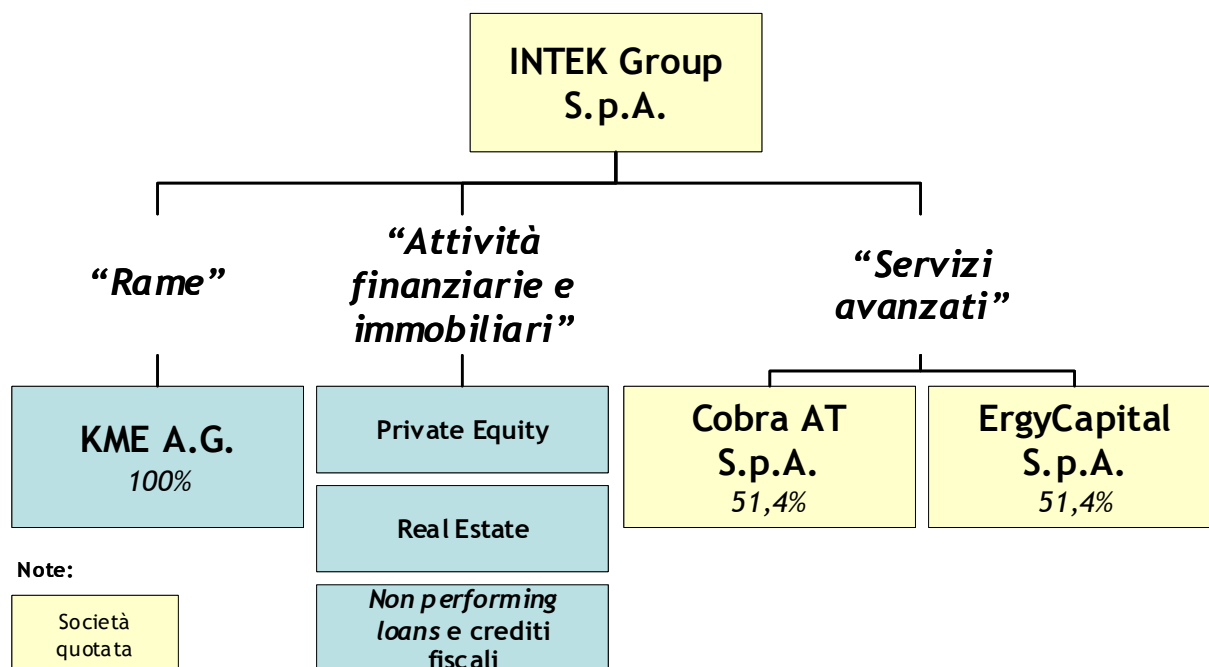 INTEK Group
S.p.A.
“Rame”
“Attività
finanziarie e
immobiliari”
“Servizi
avanzati”
KME A.G.
100%
Private Equity
Real Estate
Non performing
loans e crediti
fiscali
Cobra AT
S.p.A.
51,4%
ErgyCapital
S.p.A.
51,4%
Note:
Società
quotata